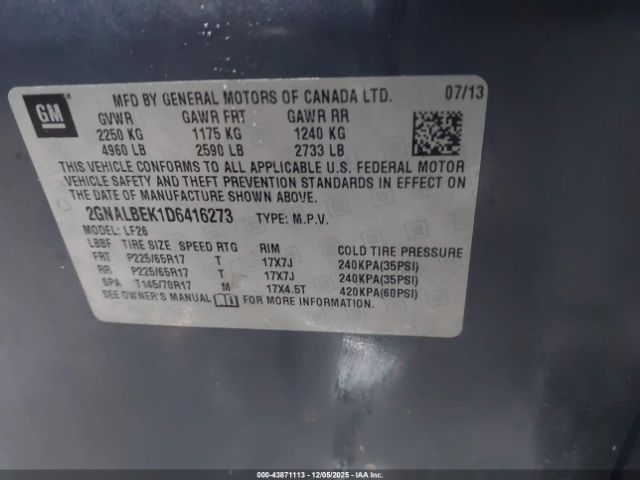 GM
MFD BY GENERAL MOTORS OF CANADA LTD. 07/13
GVWR GAWR FRT GAWR RR
2250 KG 1175 KG 1240 KG
4960 LB 2590 LB 2733 LB
THIS VEHICLE CONFORMS TO ALL APPLICABLE U.S. FEDERAL MOTOR
VEHICLE SAFETY AND THEFT PREVENTION STANDARDS IN EFFECT ON
THE DATE OF MANUFACTURE SHOWN ABOVE.
2GNALBEK1D6416273 TYPE: M.P.V.
MODEL: LF26
LBBF TIRE SIZE SPEED RTG RIM COLD TIRE PRESSURE
FRT P225/65R17 T 17X7J 240KPA(35PSI)
RR P225/65R17 T 17X7J 240KPA(35PSI)
SPA T145/70R17 M 17X4.5T 420KPA(60PSI)
SEE OWNER'S MANUAL FOR MORE INFORMATION.
000-43871113 - 12/05/2025 - IAAI.COM